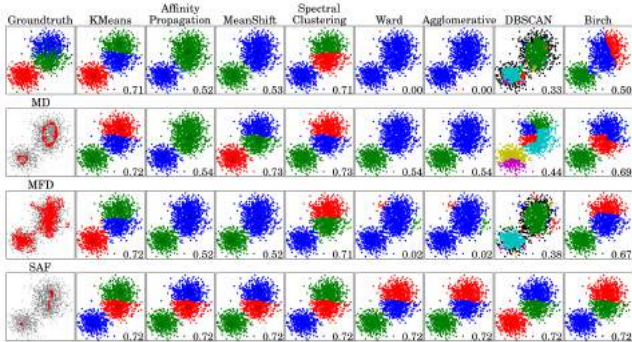 Groundtruth KMeans Affinity Propagation MeanShift Spectral Clustering Ward Agglomerative DBSCAN Birch
0.71 0.52 0.53 0.71 0.00 0.00 0.33 0.50
MD
0.72 0.54 0.73 0.73 0.54 0.54 0.44 0.69
MFD
0.72 0.52 0.52 0.71 0.02 0.02 0.38 0.67
SAF
0.72 0.72 0.72 0.72 0.72 0.72 0.72 0.72